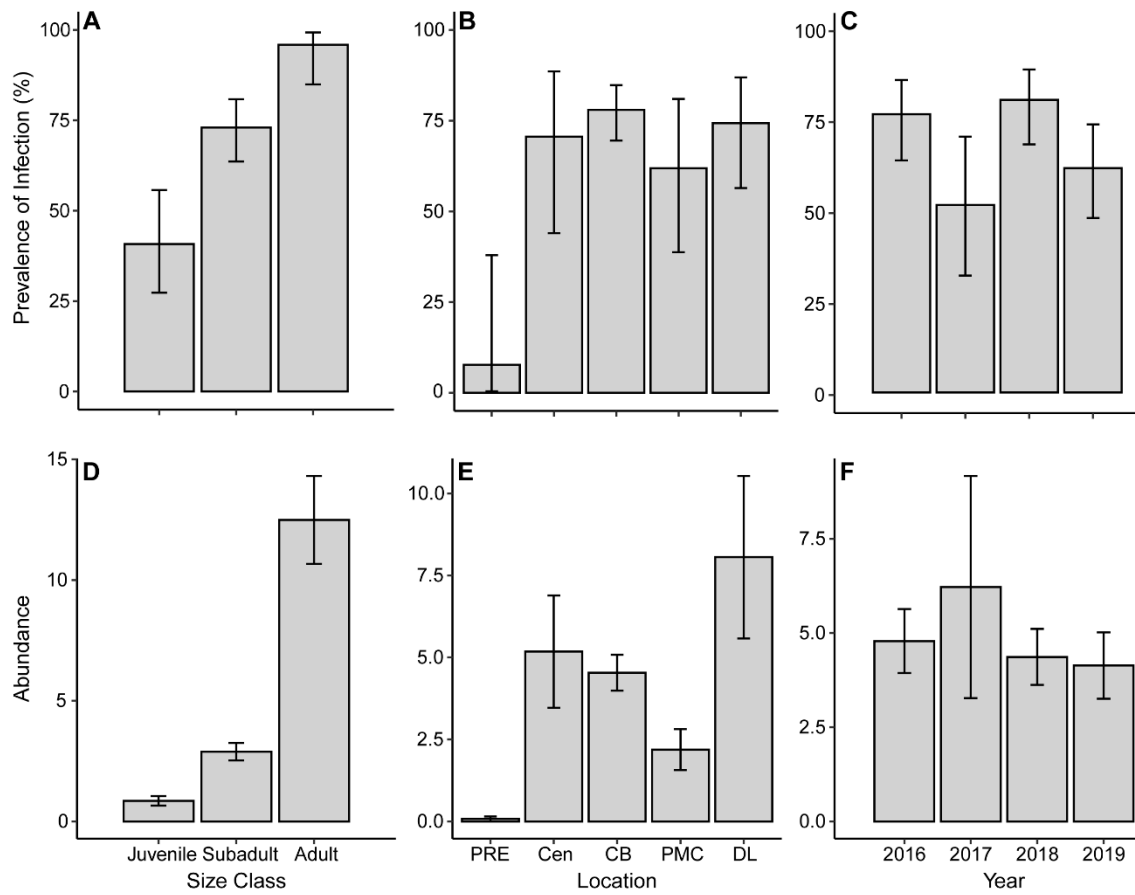 A
B
C
Prevalence of Infection (%)
100
75
50
25
0
100
75
50
25
0
100
75
50
25
0
D
E
F
Abundance
15
10
5
0
10.0
7.5
5.0
2.5
0.0
7.5
5.0
2.5
0.0
Juvenile Subadult Adult
PRE Cen CB PMC DL
2016 2017 2018 2019
Size Class
Location
Year